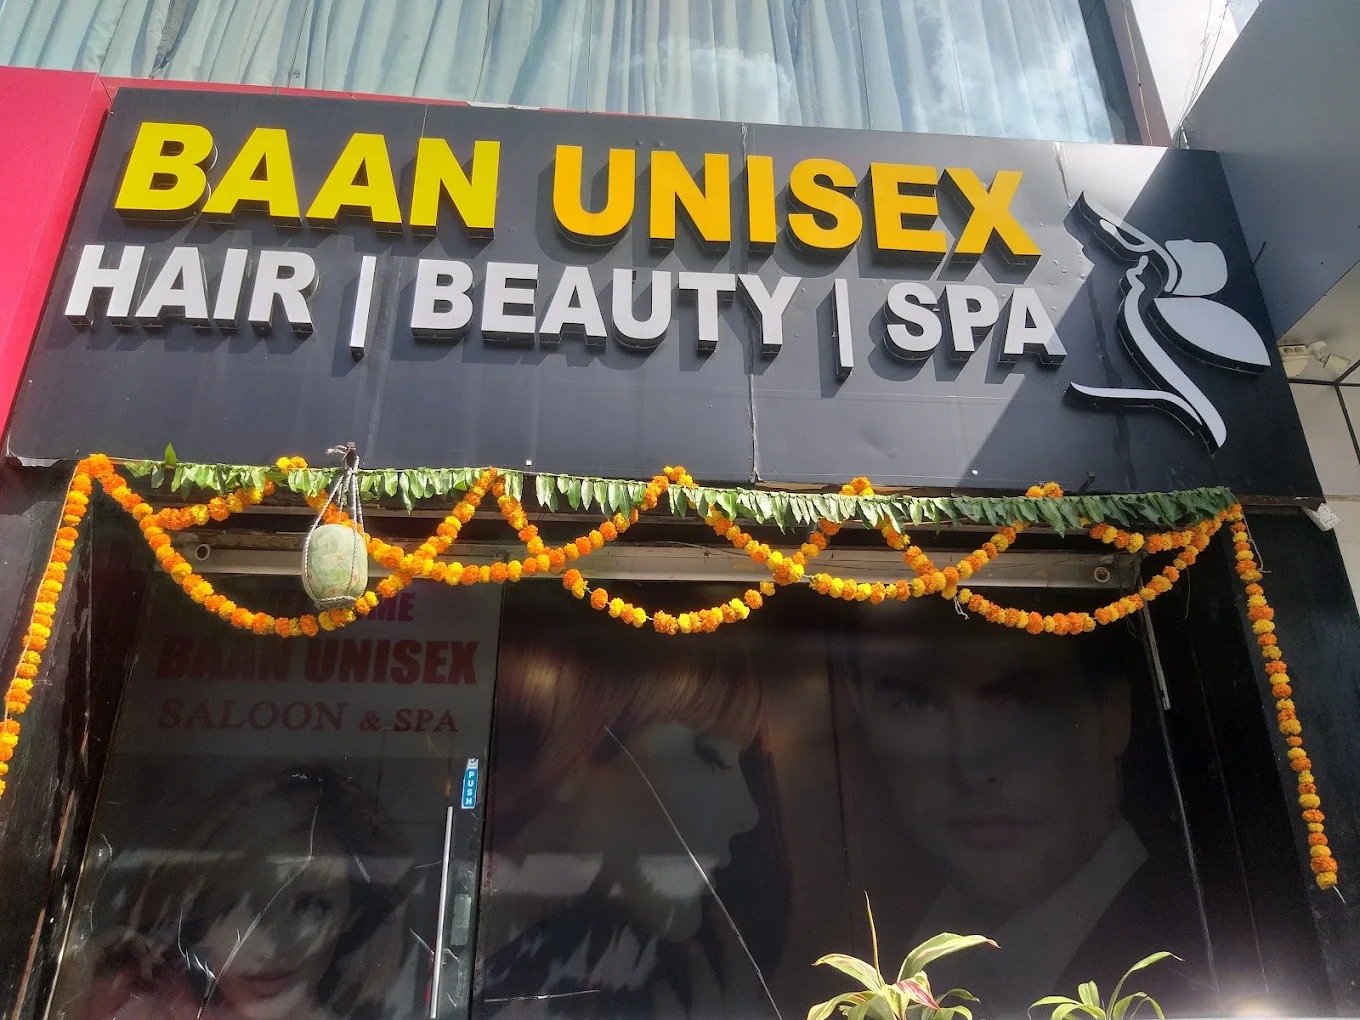 BAAN UNISEX
HAIR | BEAUTY | SPA
BAAN UNISEX
SALOON & SPA
PUSH